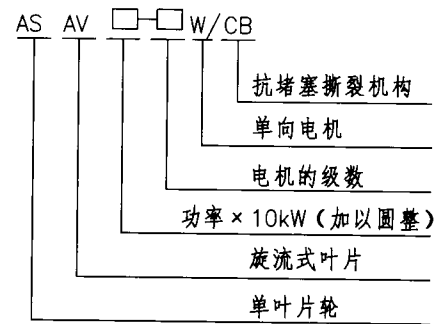 AS AV □-□ W/CB
抗堵塞撕裂机构
单向电机
电机的级数
功率×10kW(加以圆整)
旋流式叶片
单叶片轮